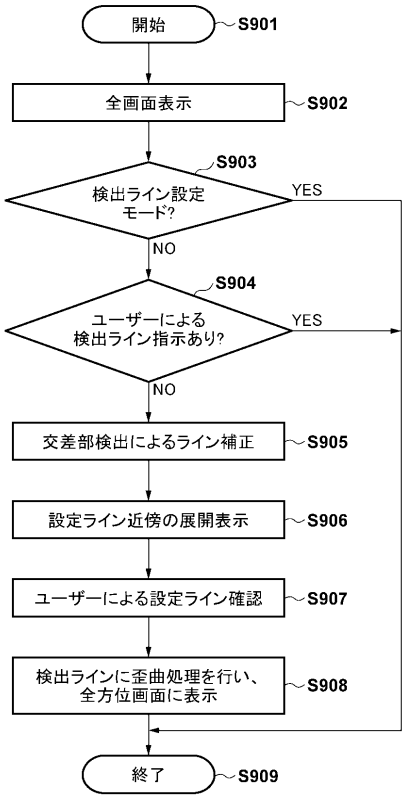 開始
S901
全画面表示
S902
S903
検出ライン設定
モード?
YES
NO
S904
ユーザーによる
検出ライン指示あり?
YES
NO
交差部検出によるライン補正
S905
設定ライン近傍の展開表示
S906
ユーザーによる設定ライン確認
S907
検出ラインに歪曲処理を行い、
全方位画面に表示
S908
終了
S909